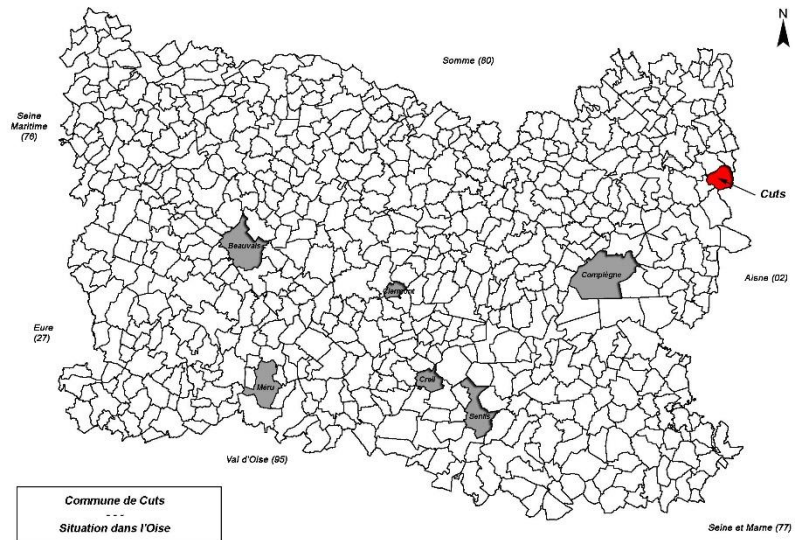 N
Somme (80)
Seine
Maritime
(76)
Cuts
Beauvais
Compiègne
Aisne (02)
Clermont
Eure
(27)
Méru
Creil
Senlis
Val d'Oise (95)
Commune de Cuts
---
Situation dans l'Oise
Seine et Marne (77)